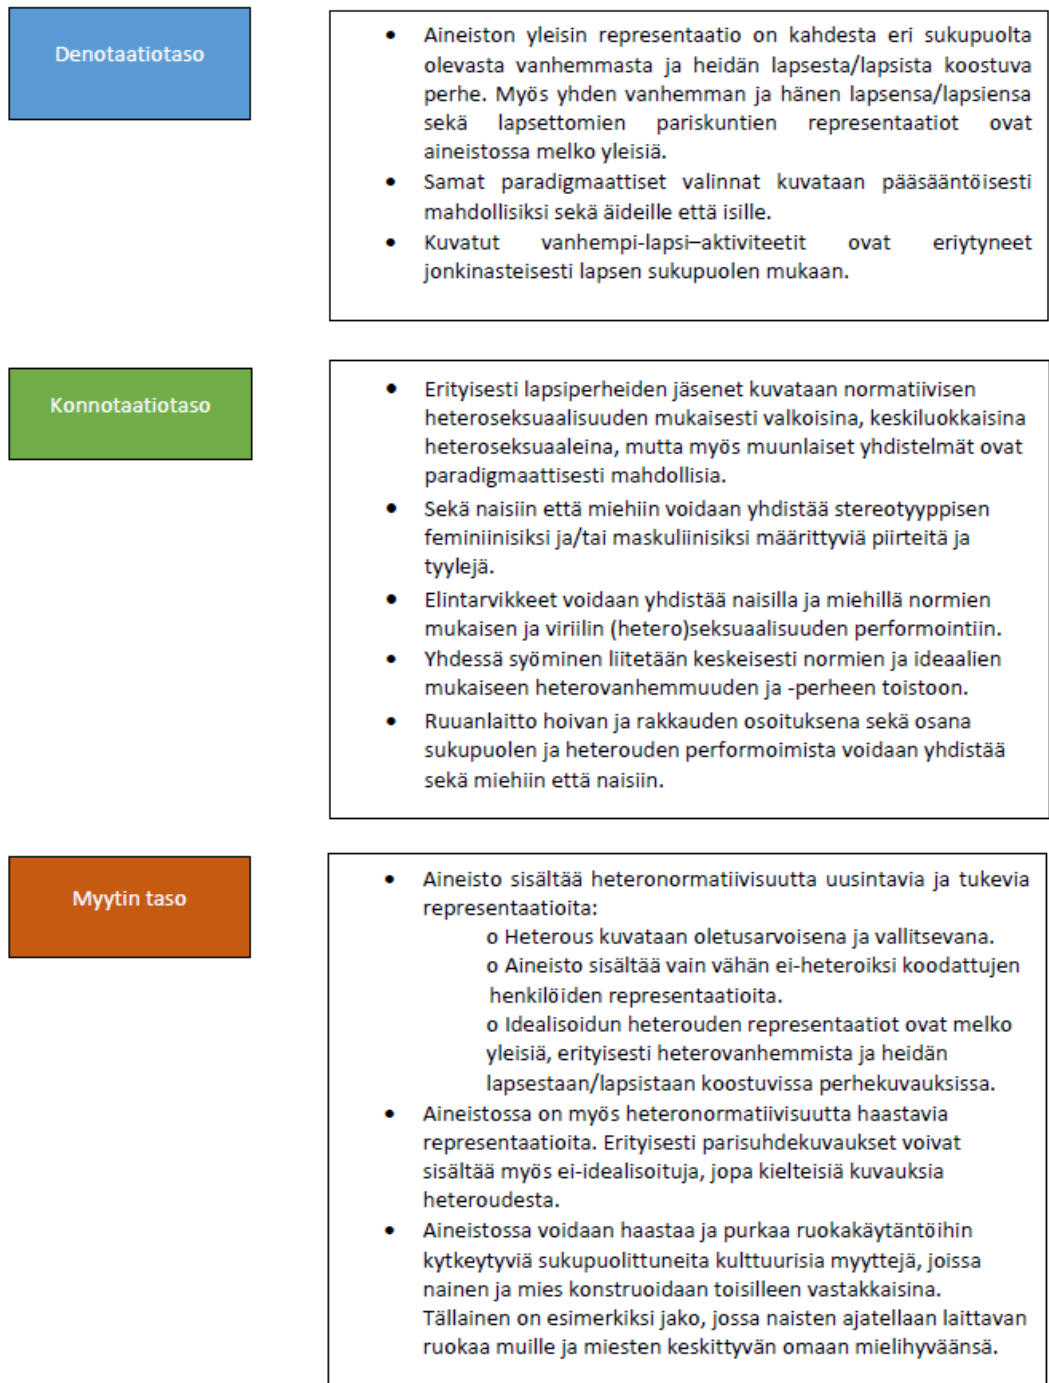 Denotaatiotaso
• Aineiston yleisin representaatio on kahdesta eri sukupuolta
olevasta vanhemmasta ja heidän lapsesta/lapsista koostuva
perhe. Myös yhden vanhemman ja hänen lapsensa/lapsiensa
sekä lapsettomien pariskuntien representaatiot ovat
aineistossa melko yleisiä.
• Samat paradigmaattiset valinnat kuvataan pääsääntöisesti
mahdollisiksi sekä äideille että isille.
• Kuvatut vanhempi-lapsi–aktiviteetit ovat eriytyneet
jonkinasteisesti lapsen sukupuolen mukaan.
Konnotaatiotaso
• Erityisesti lapsiperheiden jäsenet kuvataan normatiivisen
heteroseksuaalisuuden mukaisesti valkoisina, keskiluokkaisina
heteroseksuaaleina, mutta myös muunlaiset yhdistelmät ovat
paradigmaattisesti mahdollisia.
• Sekä naisiin että miehiin voidaan yhdistää stereotyyppisen
feminiinisiksi ja/tai maskuliinisiksi määrittyviä piirteitä ja
tyylejä.
• Elintarvikkeet voidaan yhdistää naisilla ja miehillä normien
mukaisen ja viriilin (hetero)seksuaalisuuden performointiin.
• Yhdessä syöminen liitetään keskeisesti normien ja ideaalien
mukaiseen heterovanhemmuuden ja -perheen toistoon.
• Ruuanlaitto hoivan ja rakkauden osoituksena sekä osana
sukupuolen ja heterouden performoimista voidaan yhdistää
sekä miehiin että naisiin.
Myytin taso
• Aineisto sisältää heteronormatiivisuutta uusintavia ja tukevia
representaatioita:
o Heterous kuvataan oletusarvoisena ja vallitsevana.
o Aineisto sisältää vain vähän ei-heteroiksi koodattujen
henkilöiden representaatioita.
o Idealisoidun heterouden representaatiot ovat melko
yleisiä, erityisesti heterovanhemmista ja heidän
lapsestaan/lapsistaan koostuvissa perhekuvauksissa.
• Aineistossa on myös heteronormatiivisuutta haastavia
representaatioita. Erityisesti parisuhdekuvaukset voivat
sisältää myös ei-idealisoituja, jopa kielteisiä kuvauksia
heteroudesta.
• Aineistossa voidaan haastaa ja purkaa ruokakäytäntöihin
kytkeytyviä sukupuolittuneita kulttuurisia myyttejä, joissa
nainen ja mies konstruoidaan toisilleen vastakkaisina.
Tällainen on esimerkiksi jako, jossa naisten ajatellaan laittavan
ruokaa muille ja miesten keskittyvän omaan mielihyväänsä.